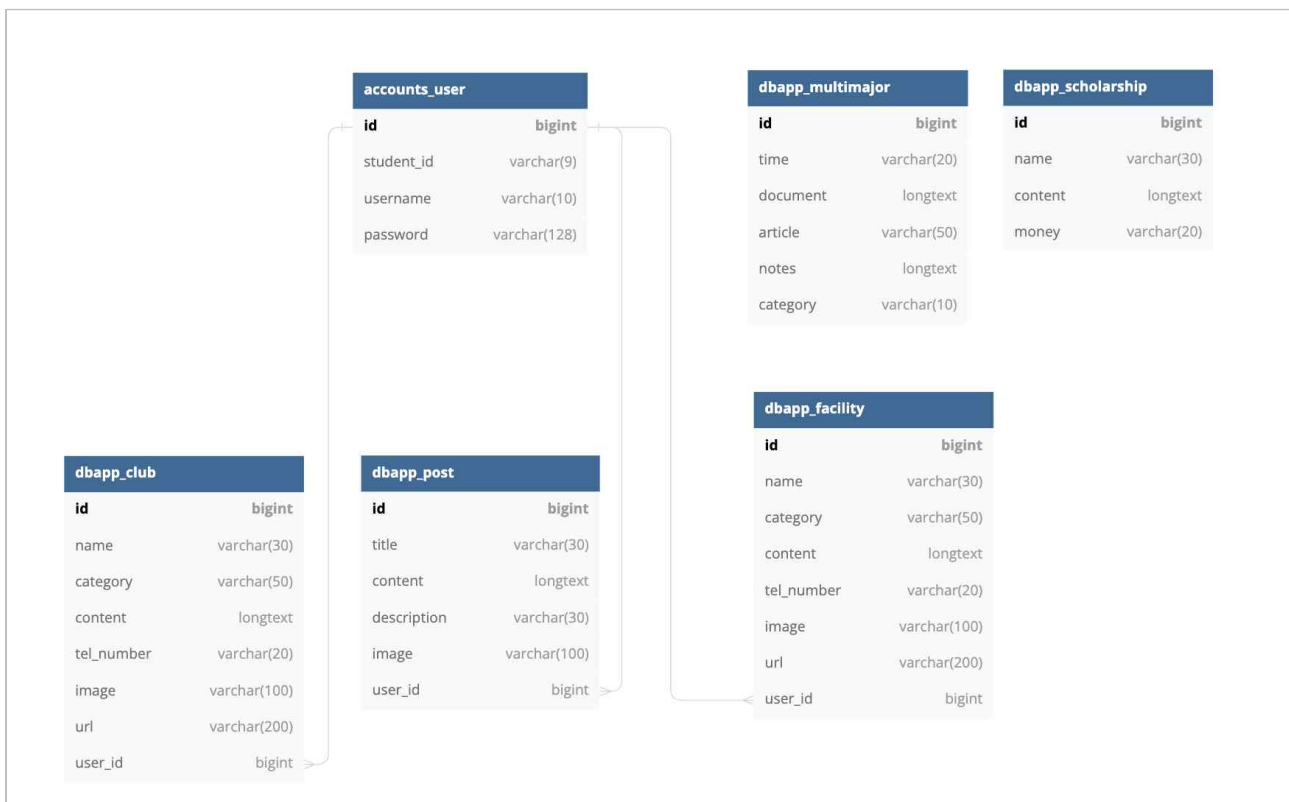 accounts_user
id bigint
student_id varchar(9)
username varchar(10)
password varchar(128)
dbapp_multimajor
id bigint
time varchar(20)
document longtext
article varchar(50)
notes longtext
category varchar(10)
dbapp_scholarship
id bigint
name varchar(30)
content longtext
money varchar(20)
dbapp_club
id bigint
name varchar(30)
category varchar(50)
content longtext
tel_number varchar(20)
image varchar(100)
url varchar(200)
user_id bigint
dbapp_post
id bigint
title varchar(30)
content longtext
description varchar(30)
image varchar(100)
user_id bigint
dbapp_facility
id bigint
name varchar(30)
category varchar(50)
content longtext
tel_number varchar(20)
image varchar(100)
url varchar(200)
user_id bigint